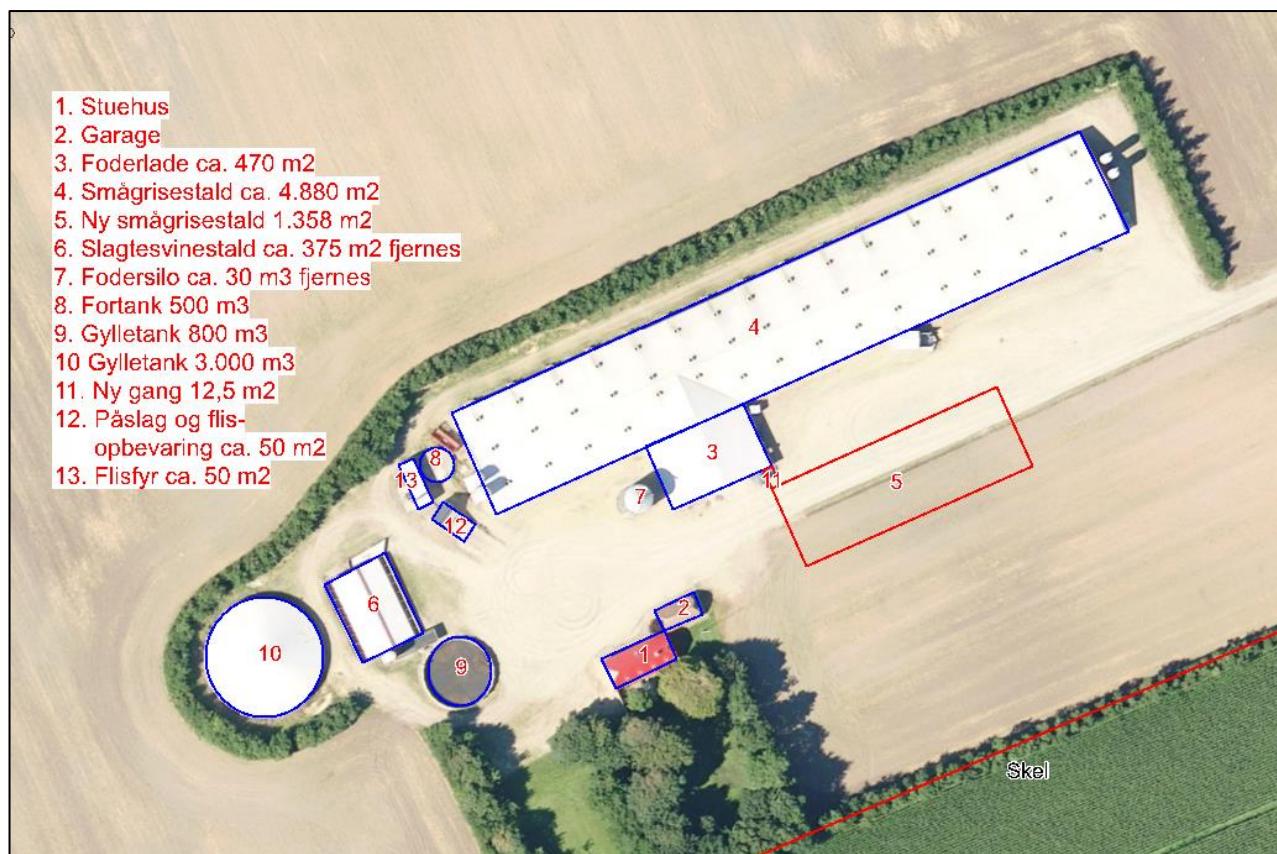 1. Stuehus
2. Garage
3. Foderlade ca. 470 m2
4. Smågrisestald ca. 4.880 m2
5. Ny smågrisestald 1.358 m2
6. Slagtesvinestald ca. 375 m2 fjernes
7. Fodersilo ca. 30 m3 fjernes
8. Fortank 500 m3
9. Gylletank 800 m3
10 Gylletank 3.000 m3
11. Ny gang 12,5 m2
12. Påslag og flis-
opbevaring ca. 50 m2
13. Flisfyr ca. 50 m2
4
3
8
13
11
5
7
12
6
2
10
9
1
Skel